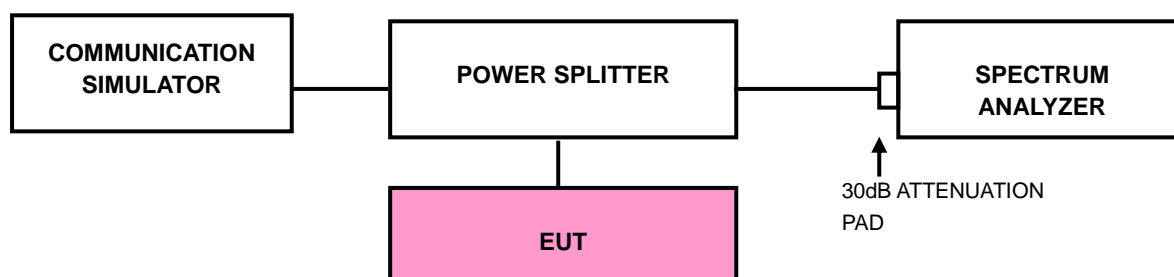 COMMUNICATION
SIMULATOR
POWER SPLITTER
SPECTRUM
ANALYZER
30dB ATTENUATION
PAD
EUT